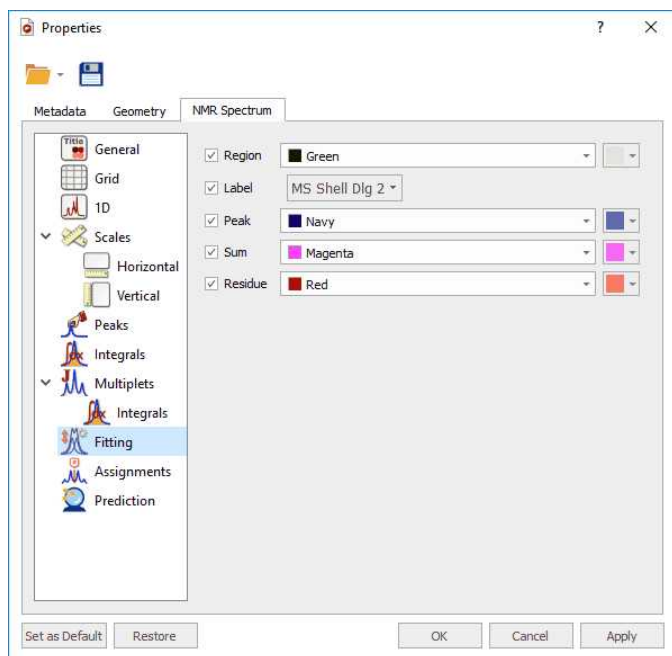 Properties
?
Metadata
Geometry
NMR Spectrum
Title
General
Grid
1D
Scales
Horizontal
Vertical
Peaks
Integrals
Multiplets
Integrals
Fitting
Assignments
Prediction
Region
Green
Label
MS Shell Dlg 2
Peak
Navy
Sum
Magenta
Residue
Red
Set as Default
Restore
OK
Cancel
Apply